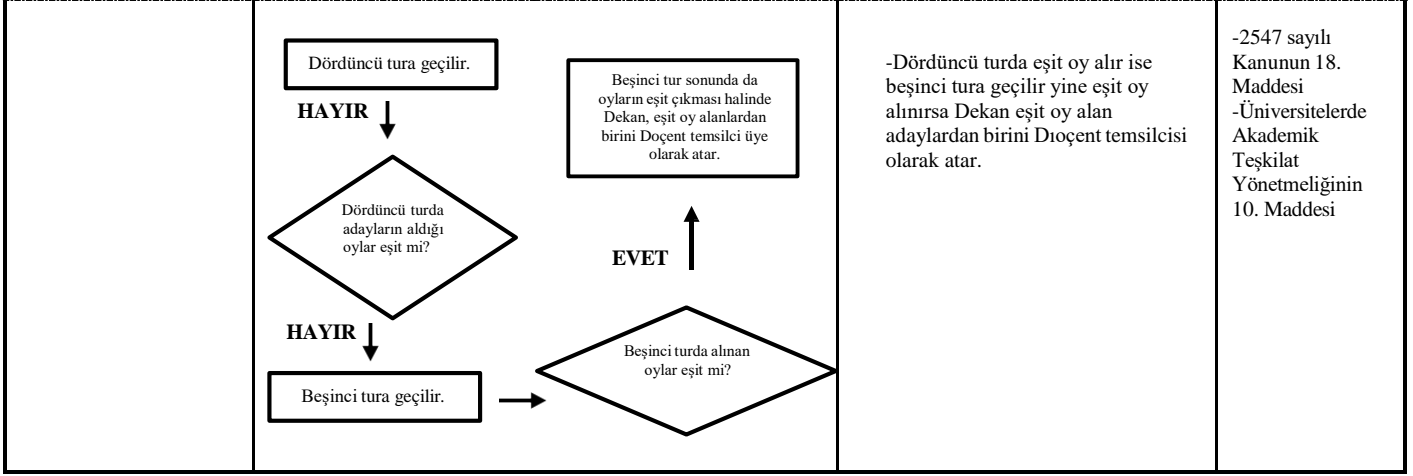 Dördüncü tura geçilir.
HAYIR
Dördüncü turda
adayların aldığı
oylar eşit mi?
HAYIR
Beşinci tura geçilir.
Beşinci turda alınan
oylar eşit mi?
EVET
Beşinci tur sonunda da
oyların eşit çıkması halinde
Dekan, eşit oy alanlardan
birini Doçent temsilci üye
olarak atar.
-Dördüncü turda eşit oy alır ise
beşinci tura geçilir yine eşit oy
alınırsa Dekan eşit oy alan
adaylardan birini Dıoçent temsilcisi
olarak atar.
-2547 sayılı
Kanunun 18.
Maddesi
-Üniversitelerde
Akademik
Teşkilat
Yönetmeliğinin
10. Maddesi